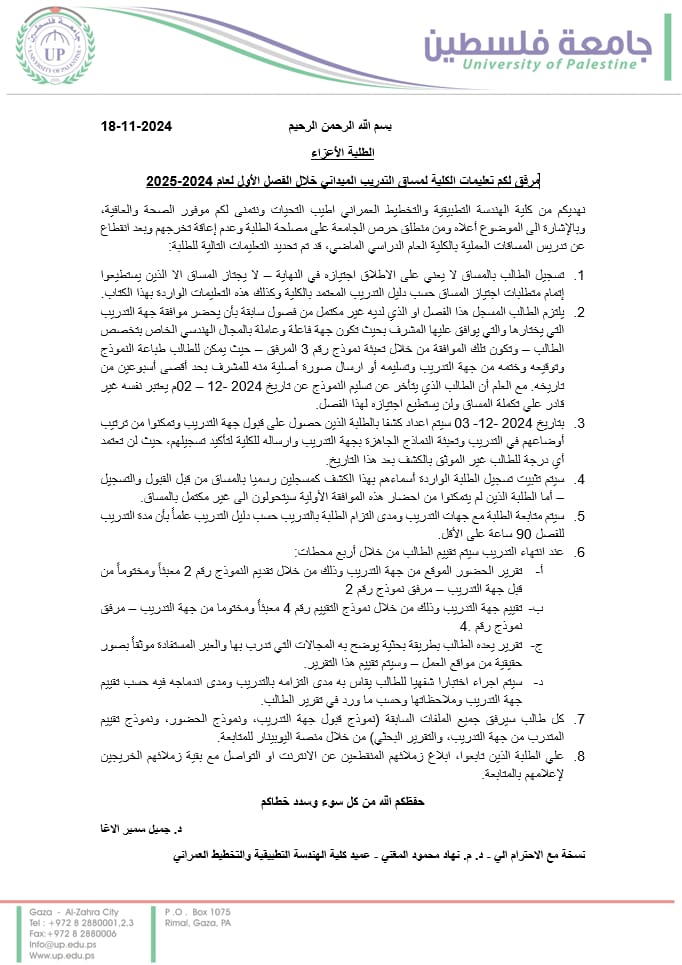 جامعة فلسطين
UP
UNIVERSITY OF PALESTINE
جامعة فلسطين
University of Palestine
بسم الله الرحمن الرحيم 18-11-2024
الطلبة الأعزاء
مرفق لكم تعليمات الكلية لمساق التدريب الميداني خلال الفصل الأول لعام 2024-2025
نهديكم من كلية الهندسة التطبيقية والتخطيط العمراني اطيب التحيات ونتمنى لكم موفور الصحة والعافية،
وبالإشارة الى الموضوع أعلاه ومن منطلق حرص الجامعة على مصلحة الطلبة وعدم إعاقة تخرجهم وبعد انقطاع
عن تدريس المساقات العملية بالكلية العام الدراسي الماضي، قد تم تحديد التعليمات التالية للطلبة:
1. تسجيل الطالب بالمساق لا يعني على الاطلاق اجتيازه في النهاية – لا يجتاز المساق الا الذين يستطيعوا
إتمام متطلبات اجتياز المساق حسب دليل التدريب المعتمد بالكلية وكذلك هذه التعليمات الواردة بهذا الكتاب.
2. يلتزم الطالب المسجل هذا الفصل او الذي لديه غير مكتمل من فصول سابقة بأن يحضر موافقة جهة التدريب
التي يختارها والتي يوافق عليها المشرف بحيث تكون جهة فاعلة وعاملة بالمجال الهندسي الخاص بتخصص
الطالب – وتكون تلك الموافقة من خلال تعبئة نموذج رقم 3 المرفق – حيث يمكن للطالب طباعة النموذج
وتوقيعه وختمه من جهة التدريب وتسليمه أو ارسال صورة أصلية منه للمشرف بحد أقصى أسبوعين من
تاريخه. مع العلم أن الطالب الذي يتأخر عن تسليم النموذج عن تاريخ 2024 -12 – 02م يعتبر نفسه غير
قادر على تكملة المساق ولن يستطيع اجتيازه لهذا الفصل.
3. بتاريخ 2024 -12- 03 سيتم اعداد كشفا بالطلبة الذين حصول على قبول جهة التدريب وتمكنوا من ترتيب
أوضاعهم في التدريب وتعبئة النماذج الجاهزة بجهة التدريب وارساله للكلية لتأكيد تسجيلهم، حيث لن تعتمد
أي درجة للطالب غير الموثق بالكشف بعد هذا التاريخ.
4. سيتم تثبيت تسجيل الطلبة الواردة أسماءهم بهذا الكشف كمسجلين رسميا بالمساق من قبل القبول والتسجيل
– أما الطلبة الذين لم يتمكنوا من احضار هذه الموافقة الأولية سيتحولون الى غير مكتمل بالمساق.
5. سيتم متابعة الطلبة مع جهات التدريب ومدى التزام الطلبة بالتدريب حسب دليل التدريب علماً بأن مدة التدريب
للفصل 90 ساعة على الأقل.
6. عند انتهاء التدريب سيتم تقييم الطالب من خلال أربع محطات:
أ- تقرير الحضور الموقع من جهة التدريب وذلك من خلال تقديم النموذج رقم 2 معبئاً ومختوماً من
قبل جهة التدريب – مرفق نموذج رقم 2
ب- تقييم جهة التدريب وذلك من خلال نموذج التقييم رقم 4 معبئاً ومختوما من جهة التدريب – مرفق
نموذج رقم .4
ج- تقرير يعده الطالب بطريقة بحثية يوضح به المجالات التي تدرب بها والعبر المستفادة موثقاً بصور
حقيقية من مواقع العمل – وسيتم تقييم هذا التقرير.
د- سيتم اجراء اختبارا شفهيا للطالب يقاس به مدى التزامه بالتدريب ومدى اندماجه فيه حسب تقييم
جهة التدريب وملاحظاتها وحسب ما ورد في تقرير الطالب.
7. كل طالب سيرفق جميع الملفات السابقة (نموذج قبول جهة التدريب، ونموذج الحضور، ونموذج تقييم
المتدرب من جهة التدريب، والتقرير البحثي) من خلال منصة اليوبينار للمتابعة.
8. على الطلبة الذين تابعوا، ابلاغ زملائهم المنقطعين عن الانترنت او التواصل مع بقية زملائهم الخريجين
لإعلامهم بالمتابعة.
حفظكم الله من كل سوء وسدد خطاكم
د. جميل سمير الاغا
نسخة مع الاحترام الي - د. م. نهاد محمود المغني - عميد كلية الهندسة التطبيقية والتخطيط العمراني
Gaza - Al-Zahra City
Tel : +972 8 2880001,2,3
Fax:+972 8 2880006
Info@up.edu.ps
Www.up.edu.ps
P.O. Box 1075
Rimal, Gaza, PA